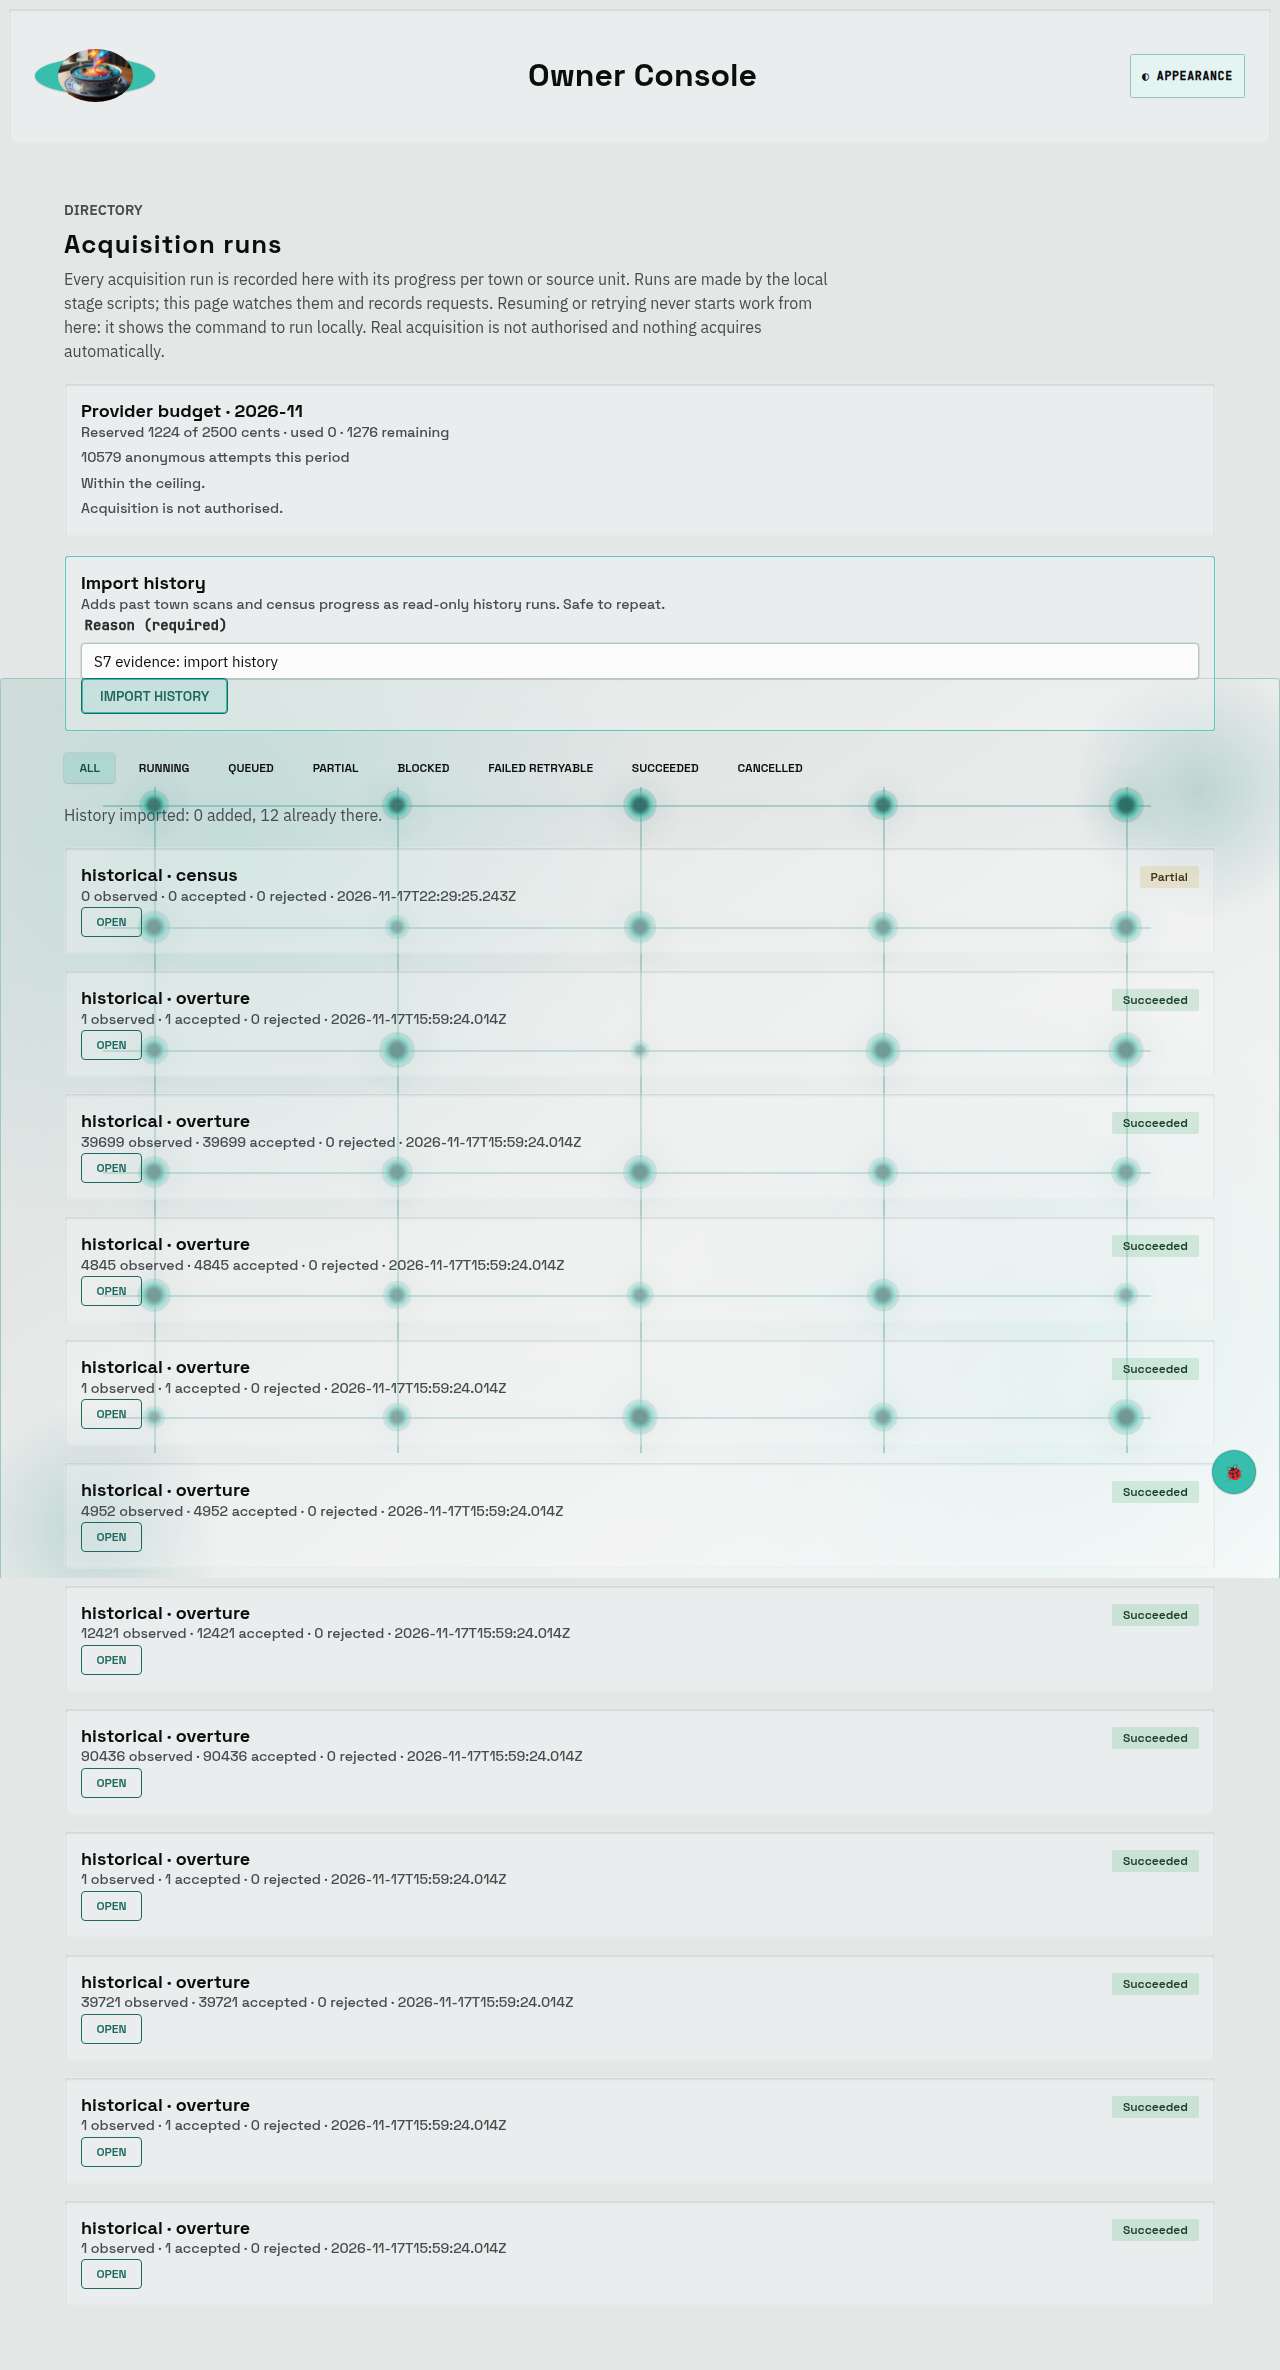 Owner Console
◐ APPEARANCE
DIRECTORY
Acquisition runs
Every acquisition run is recorded here with its progress per town or source unit. Runs are made by the local
stage scripts; this page watches them and records requests. Resuming or retrying never starts work from
here: it shows the command to run locally. Real acquisition is not authorised and nothing acquires
automatically.
Provider budget · 2026-11
Reserved 1224 of 2500 cents · used 0 · 1276 remaining
10579 anonymous attempts this period
Within the ceiling.
Acquisition is not authorised.
Import history
Adds past town scans and census progress as read-only history runs. Safe to repeat.
Reason (required)
S7 evidence: import history
IMPORT HISTORY
ALL RUNNING QUEUED PARTIAL BLOCKED FAILED RETRYABLE SUCCEEDED CANCELLED
History imported: 0 added, 12 already there.
historical · census
Partial
0 observed · 0 accepted · 0 rejected · 2026-11-17T22:29:25.243Z
OPEN
historical · overture
Succeeded
1 observed · 1 accepted · 0 rejected · 2026-11-17T15:59:24.014Z
OPEN
historical · overture
Succeeded
39699 observed · 39699 accepted · 0 rejected · 2026-11-17T15:59:24.014Z
OPEN
historical · overture
Succeeded
4845 observed · 4845 accepted · 0 rejected · 2026-11-17T15:59:24.014Z
OPEN
historical · overture
Succeeded
1 observed · 1 accepted · 0 rejected · 2026-11-17T15:59:24.014Z
OPEN
historical · overture
Succeeded
4952 observed · 4952 accepted · 0 rejected · 2026-11-17T15:59:24.014Z
OPEN
historical · overture
Succeeded
12421 observed · 12421 accepted · 0 rejected · 2026-11-17T15:59:24.014Z
OPEN
historical · overture
Succeeded
90436 observed · 90436 accepted · 0 rejected · 2026-11-17T15:59:24.014Z
OPEN
historical · overture
Succeeded
1 observed · 1 accepted · 0 rejected · 2026-11-17T15:59:24.014Z
OPEN
historical · overture
Succeeded
39721 observed · 39721 accepted · 0 rejected · 2026-11-17T15:59:24.014Z
OPEN
historical · overture
Succeeded
1 observed · 1 accepted · 0 rejected · 2026-11-17T15:59:24.014Z
OPEN
historical · overture
Succeeded
1 observed · 1 accepted · 0 rejected · 2026-11-17T15:59:24.014Z
OPEN